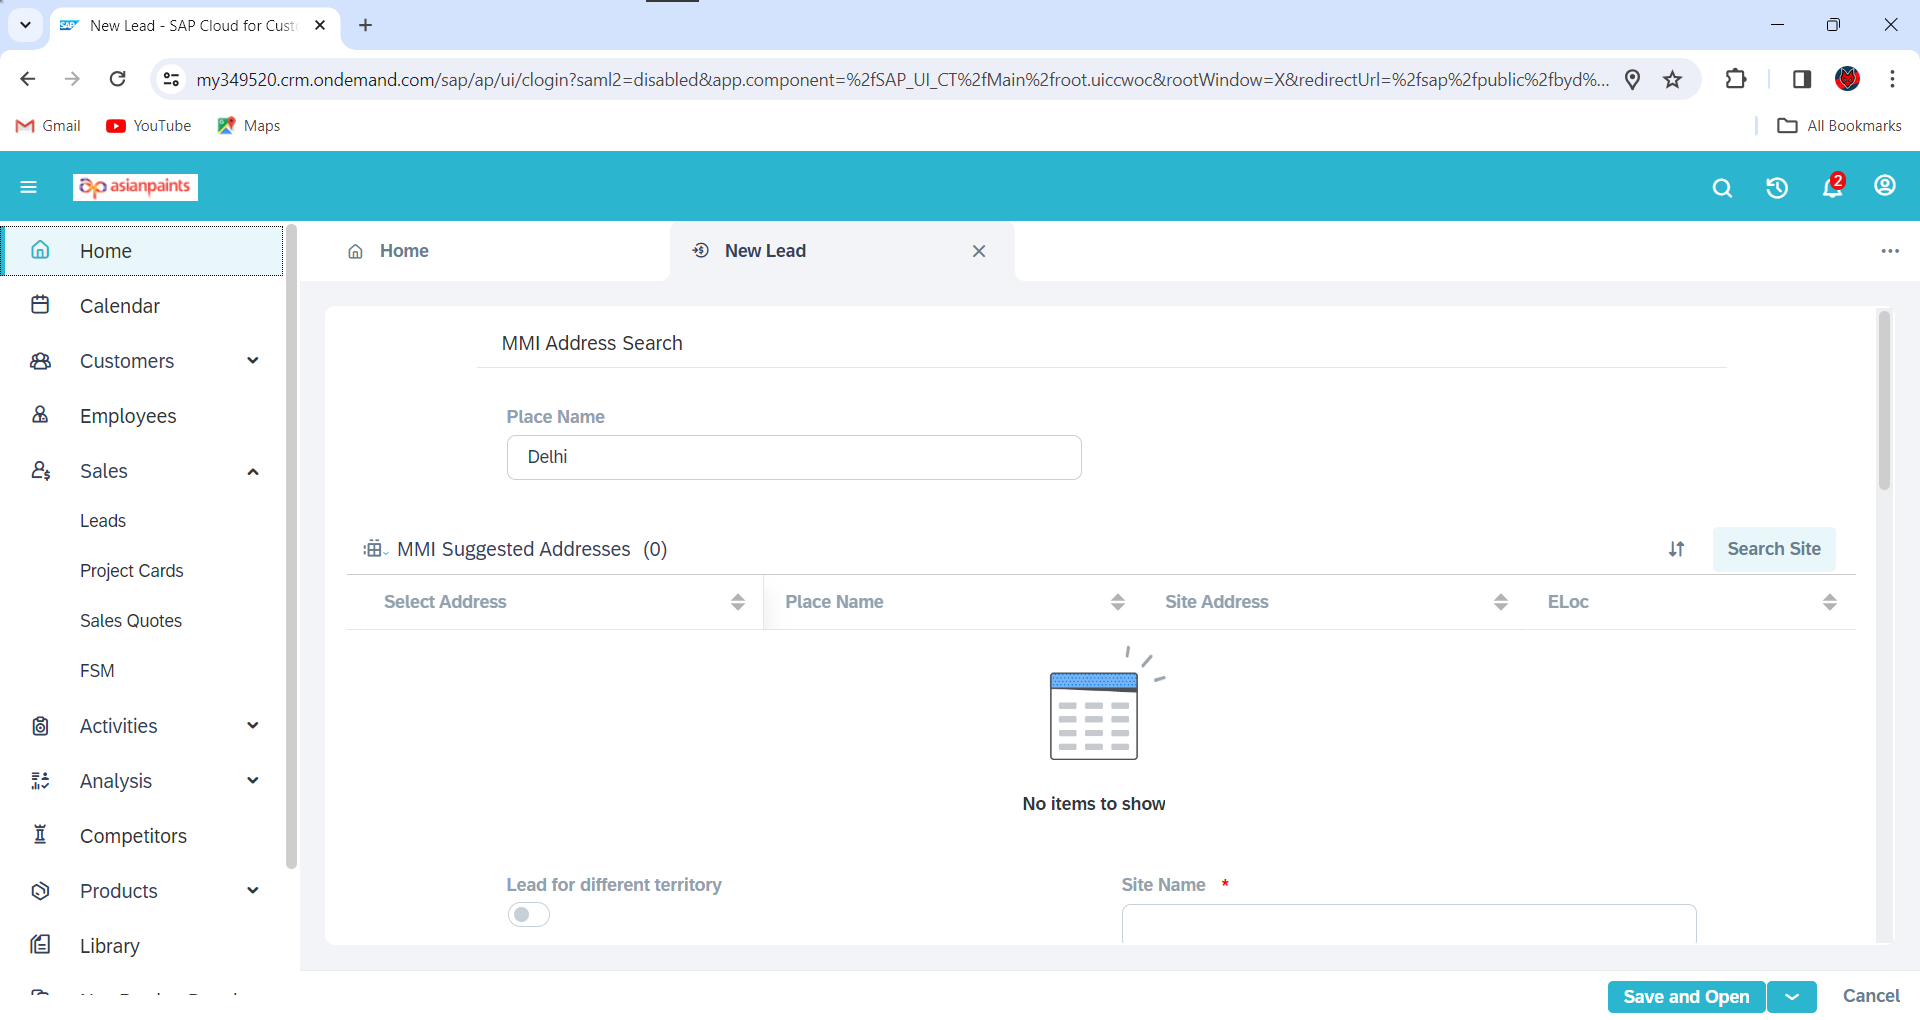 New Lead - SAP Cloud for Cust
my349520.crm.ondemand.com/sap/ap/ui/clogin?saml2=disabled&app.component=%2fSAP_UI_CT%2fMain%2froot.uiccwoc&rootWindow=X&redirectUrl=%2fsap%2fpublic%2fbyd%...
Gmail YouTube Maps All Bookmarks
asianpaints 2
Home
Calendar
Customers
Employees
Sales
Leads
Project Cards
Sales Quotes
FSM
Activities
Analysis
Competitors
Products
Library
Home New Lead
MMI Address Search
Place Name
Delhi
MMI Suggested Addresses (0) Search Site
Select Address Place Name Site Address ELoc
No items to show
Lead for different territory Site Name *
Save and Open Cancel